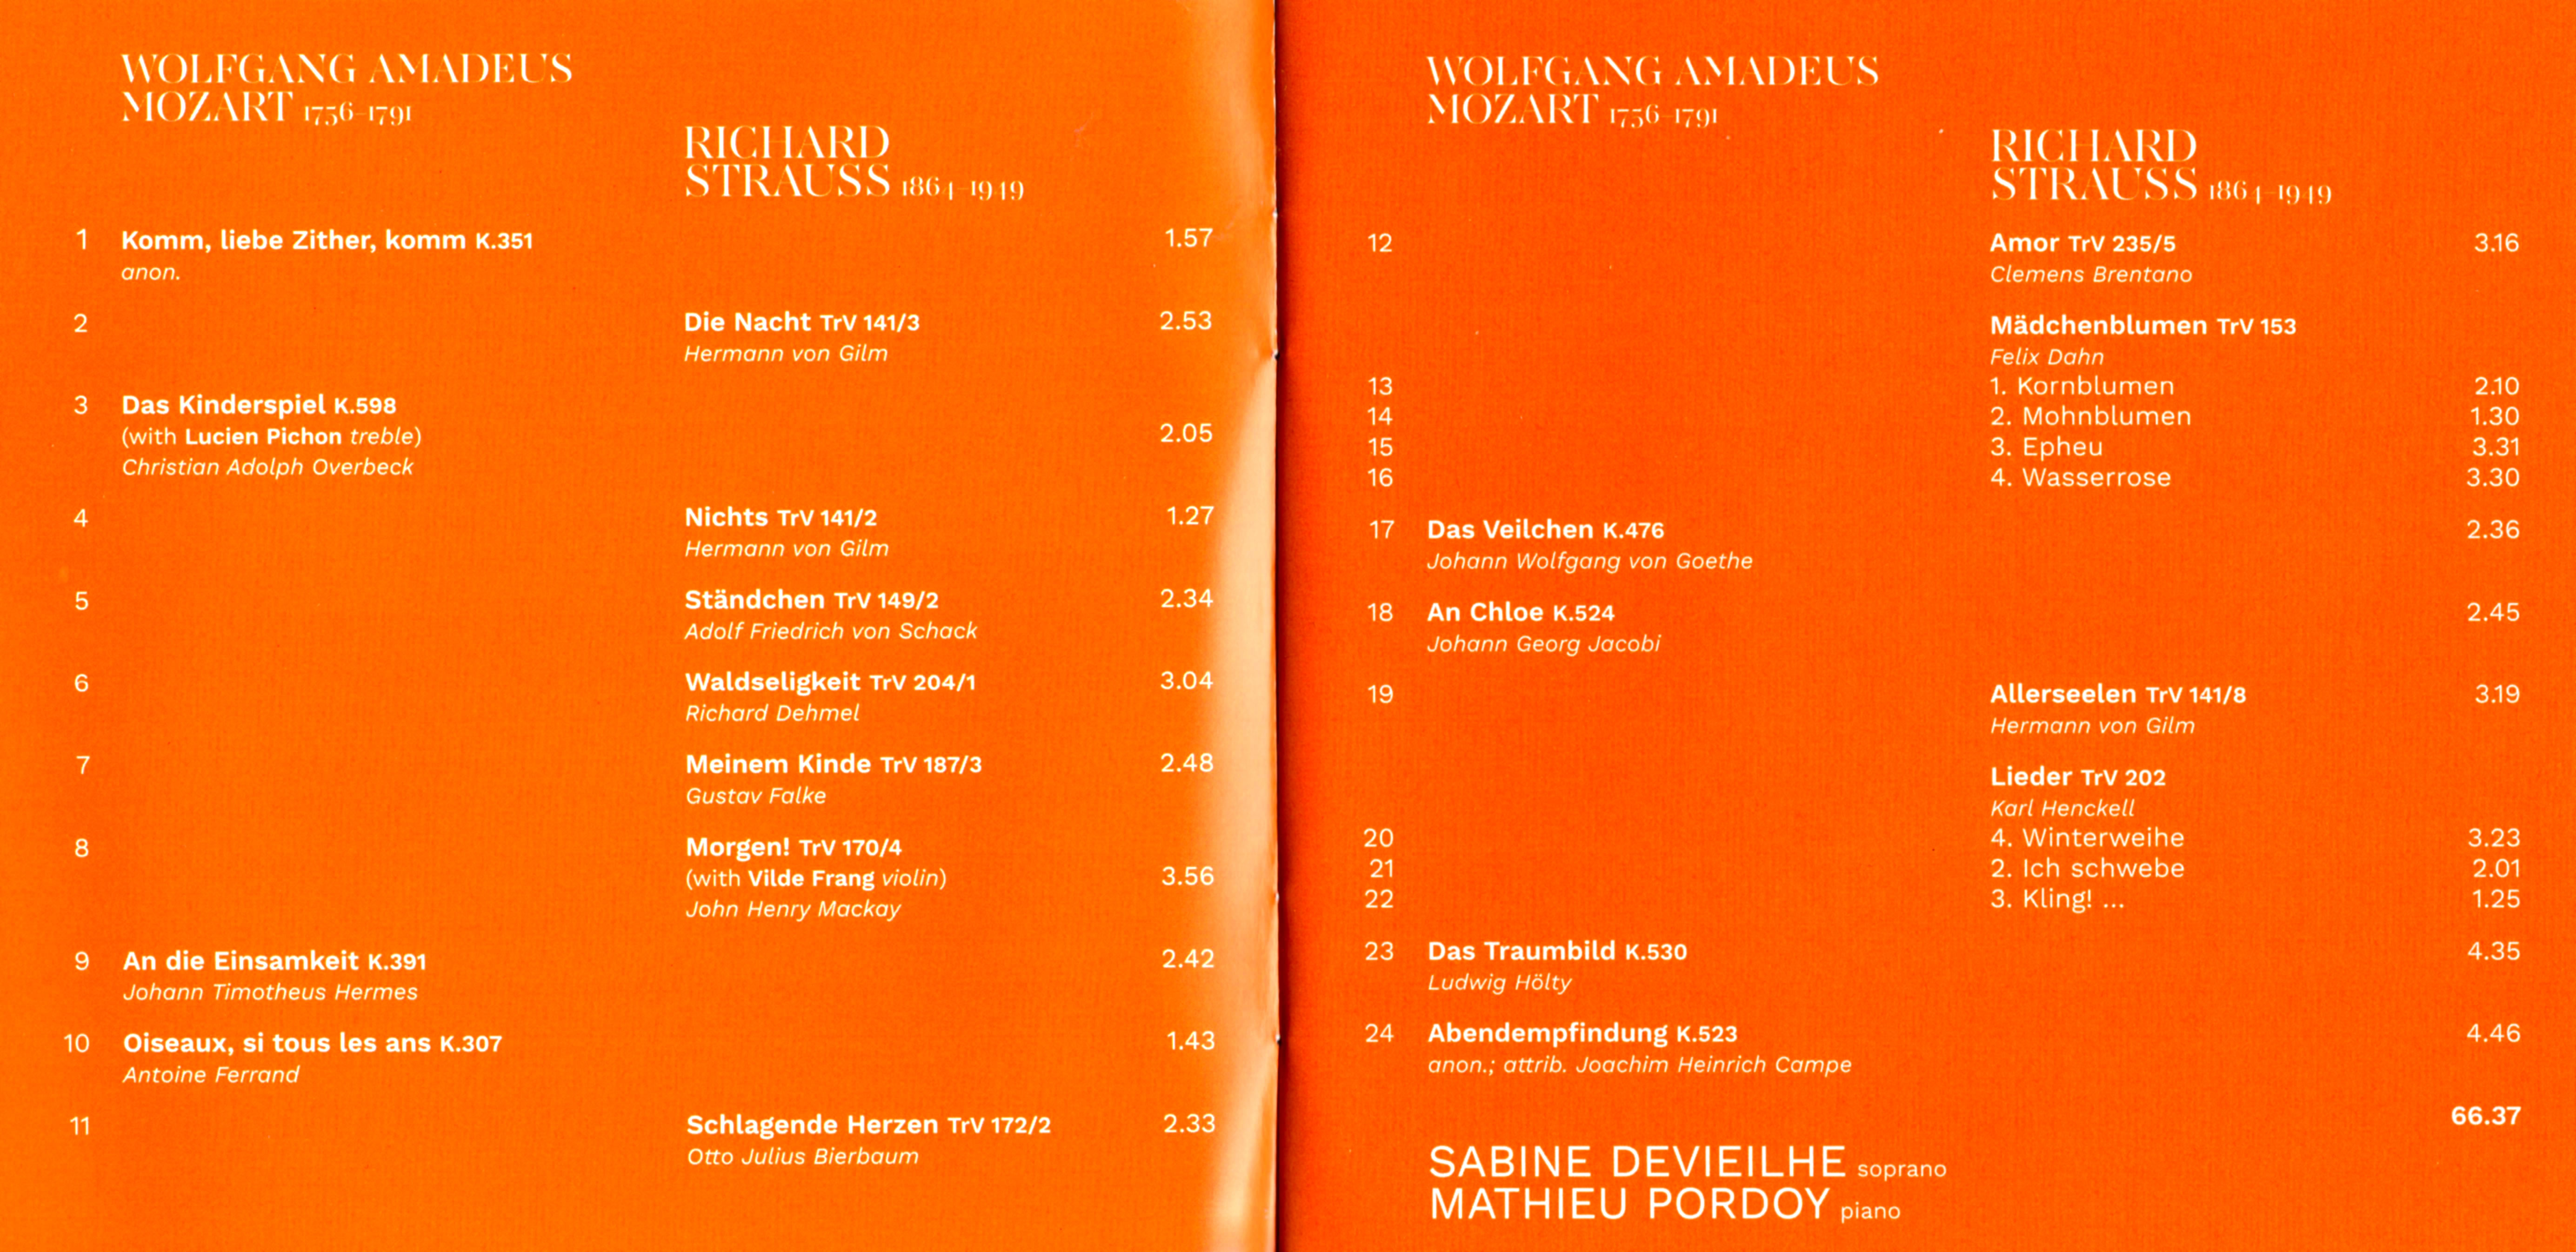 WOLFGANG AMADEUS
MOZART 1756–1791
RICHARD
STRAUSS 1864–1949
1 Komm, liebe Zither, komm K.351 1.57
anon.
2 Die Nacht TrV 141/3 2.53
Hermann von Gilm
3 Das Kinderspiel K.598
(with Lucien Pichon treble) 2.05
Christian Adolph Overbeck
4 Nichts TrV 141/2 1.27
Hermann von Gilm
5 Ständchen TrV 149/2 2.34
Adolf Friedrich von Schack
6 Waldseligkeit TrV 204/1 3.04
Richard Dehmel
7 Meinem Kinde TrV 187/3 2.48
Gustav Falke
8 Morgen! TrV 170/4
(with Vilde Frang violin) 3.56
John Henry Mackay
9 An die Einsamkeit K.391 2.42
Johann Timotheus Hermes
10 Oiseaux, si tous les ans K.307 1.43
Antoine Ferrand
11 Schlagende Herzen TrV 172/2 2.33
Otto Julius Bierbaum
WOLFGANG AMADEUS
MOZART 1756–1791
RICHARD
STRAUSS 1864–1949
12 Amor TrV 235/5 3.16
Clemens Brentano
Mädchenblumen TrV 153
Felix Dahn
13 1. Kornblumen 2.10
14 2. Mohnblumen 1.30
15 3. Epheu 3.31
16 4. Wasserrose 3.30
17 Das Veilchen K.476 2.36
Johann Wolfgang von Goethe
18 An Chloe K.524 2.45
Johann Georg Jacobi
19 Allerseelen TrV 141/8 3.19
Hermann von Gilm
Lieder TrV 202
Karl Henckell
20 4. Winterweihe 3.23
21 2. Ich schwebe 2.01
22 3. Kling! ... 1.25
23 Das Traumbild K.530 4.35
Ludwig Hölty
24 Abendempfindung K.523 4.46
anon.; attrib. Joachim Heinrich Campe
66.37
SABINE DEVIEILHE soprano
MATHIEU PORDOY piano